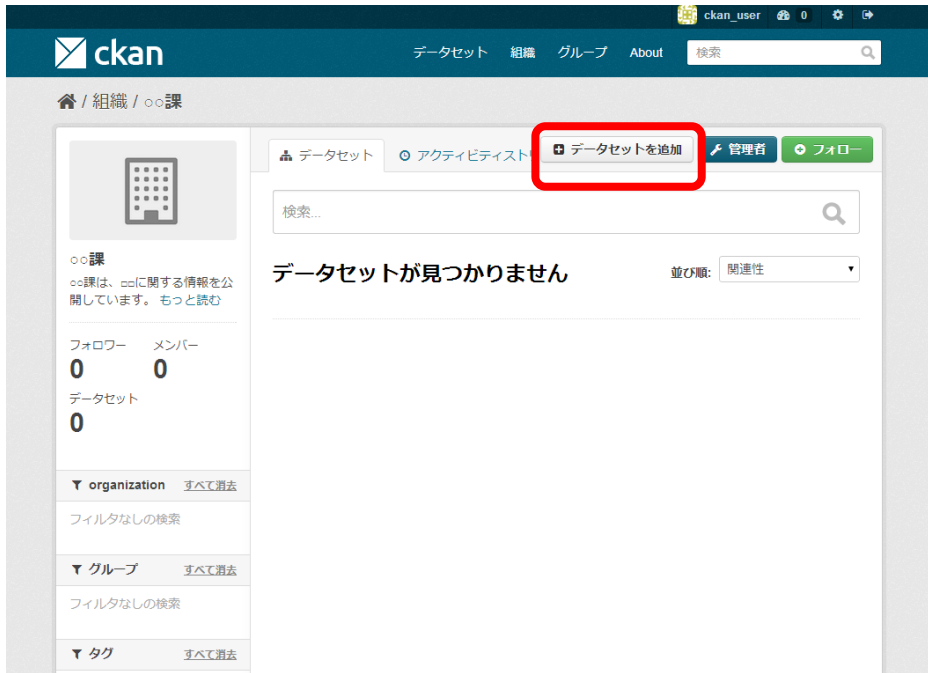 ckan_user 0
ckan データセット 組織 グループ About 検索
/ 組織 / ○○課
データセット アクティビティスト データセットを追加 管理者 フォロー
検索...
○○課
○○課は、□□に関する情報を公
開しています。 もっと読む
データセットが見つかりません 並び順: 関連性
フォロワー メンバー
0 0
データセット
0
organization すべて消去
フィルタなしの検索
グループ すべて消去
フィルタなしの検索
タグ すべて消去